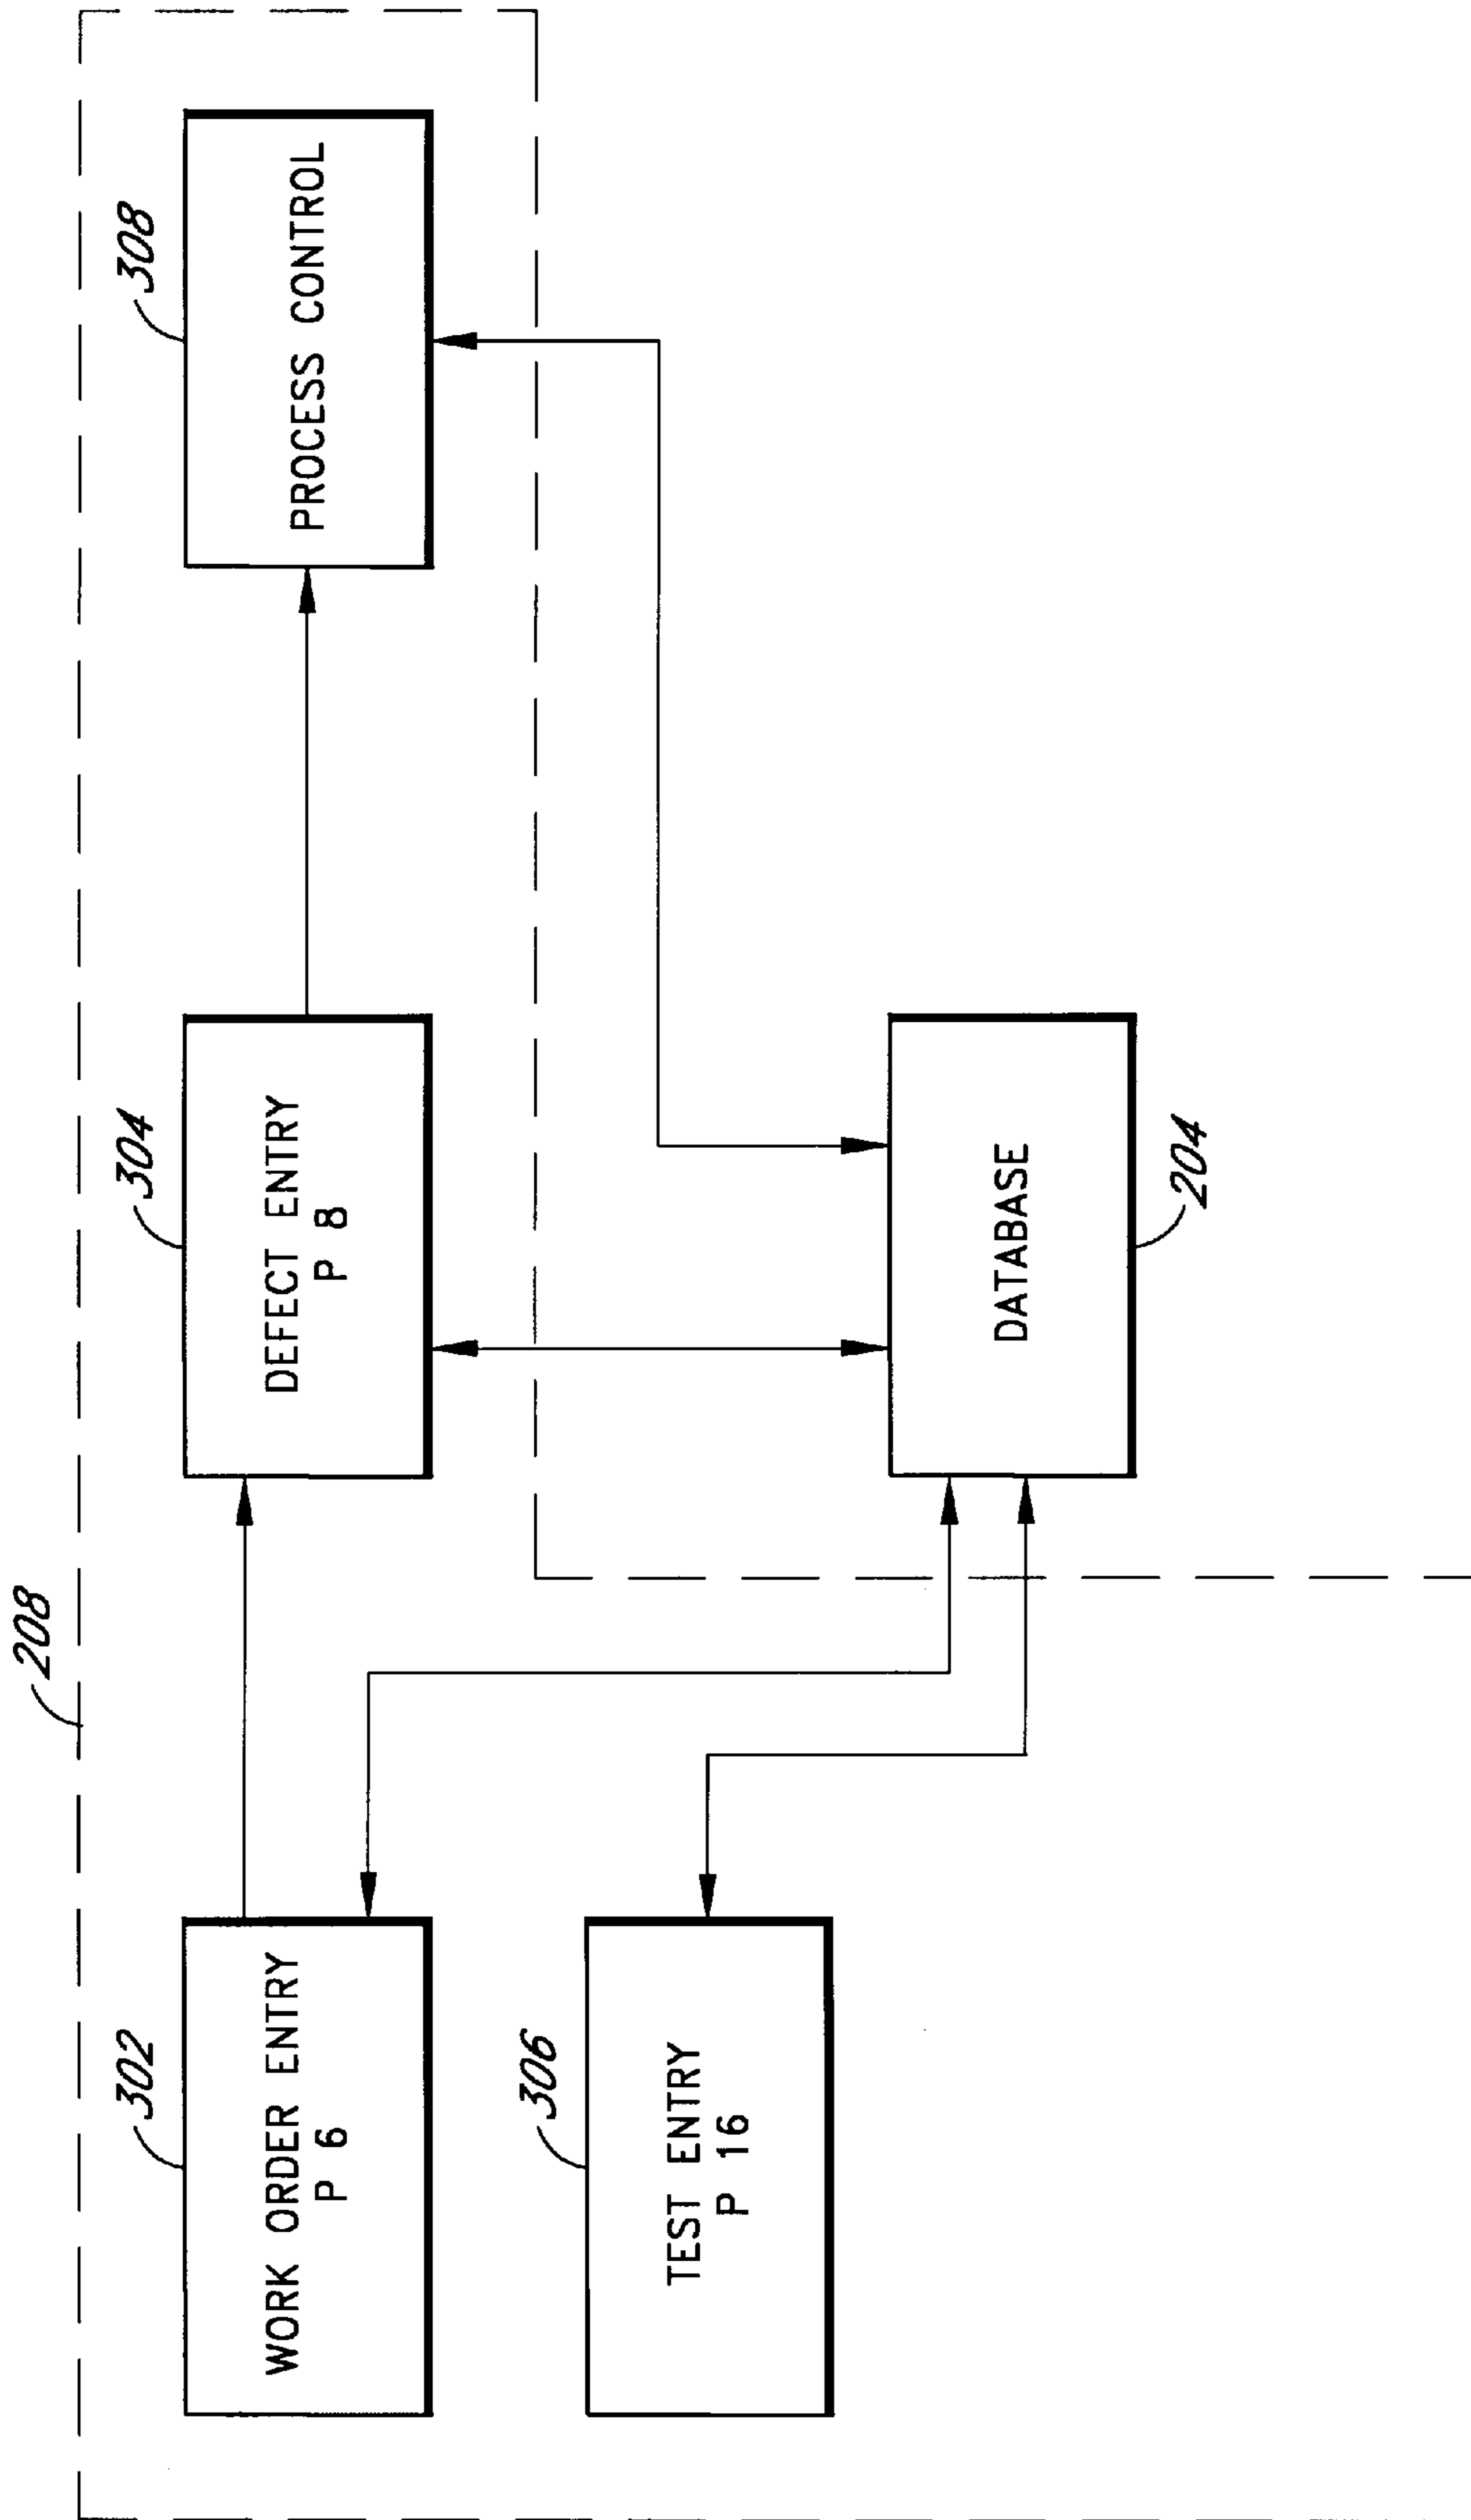 208
302
WORK ORDER ENTRY
P 6
304
DEFECT ENTRY
P 8
308
PROCESS CONTROL
306
TEST ENTRY
P 16
DATABASE
204